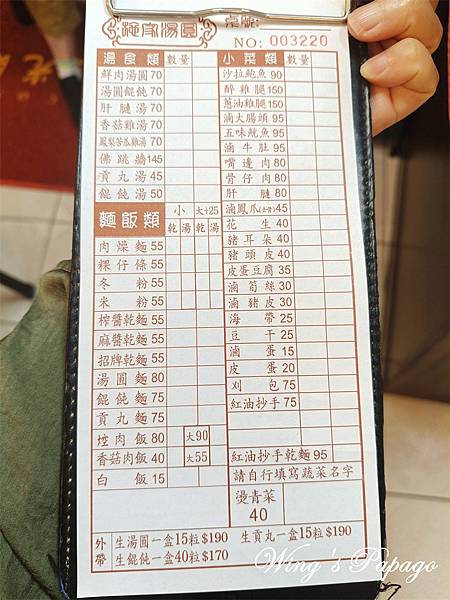 施家湯圓 桌號:
NO: 003220
湯食類 數量
鮮肉湯圓 70
湯圓餛飩 70
肝腱湯 70
香菇雞湯 70
鳳梨苦瓜雞湯 70
佛跳牆 145
貢丸湯 45
餛飩湯 50
麵飯類 小 大+25
乾 湯 乾 湯
肉燥麵 55
粿仔條 55
冬粉 55
米粉 55
榨醬乾麵 55
麻醬乾麵 55
招牌乾麵 55
湯圓麵 80
餛飩麵 75
貢丸麵 75
焢肉飯 80 大90
香菇肉飯 40 大55
白飯 15
小菜類 數量
沙拉鮑魚 90
醉雞腿 150
蔥油雞腿 150
滷大腸頭 95
五味魷魚 95
滷牛肚 95
嘴邊肉 80
骨仔肉 80
肝腱 80
滷鳳爪(去骨) 45
花生 40
豬耳朵 40
豬頭皮 40
皮蛋豆腐 35
滷筍絲 30
滷豬皮 30
海帶 25
豆干 25
滷蛋 15
皮蛋 20
刈包 75
紅油抄手 75
紅油抄手乾麵 95
請自行填寫蔬菜名字
燙青菜
40
外帶
生湯圓一盒15粒$190 生貢丸一盒15粒$190
生餛飩一盒40粒$170
Wing's Papago